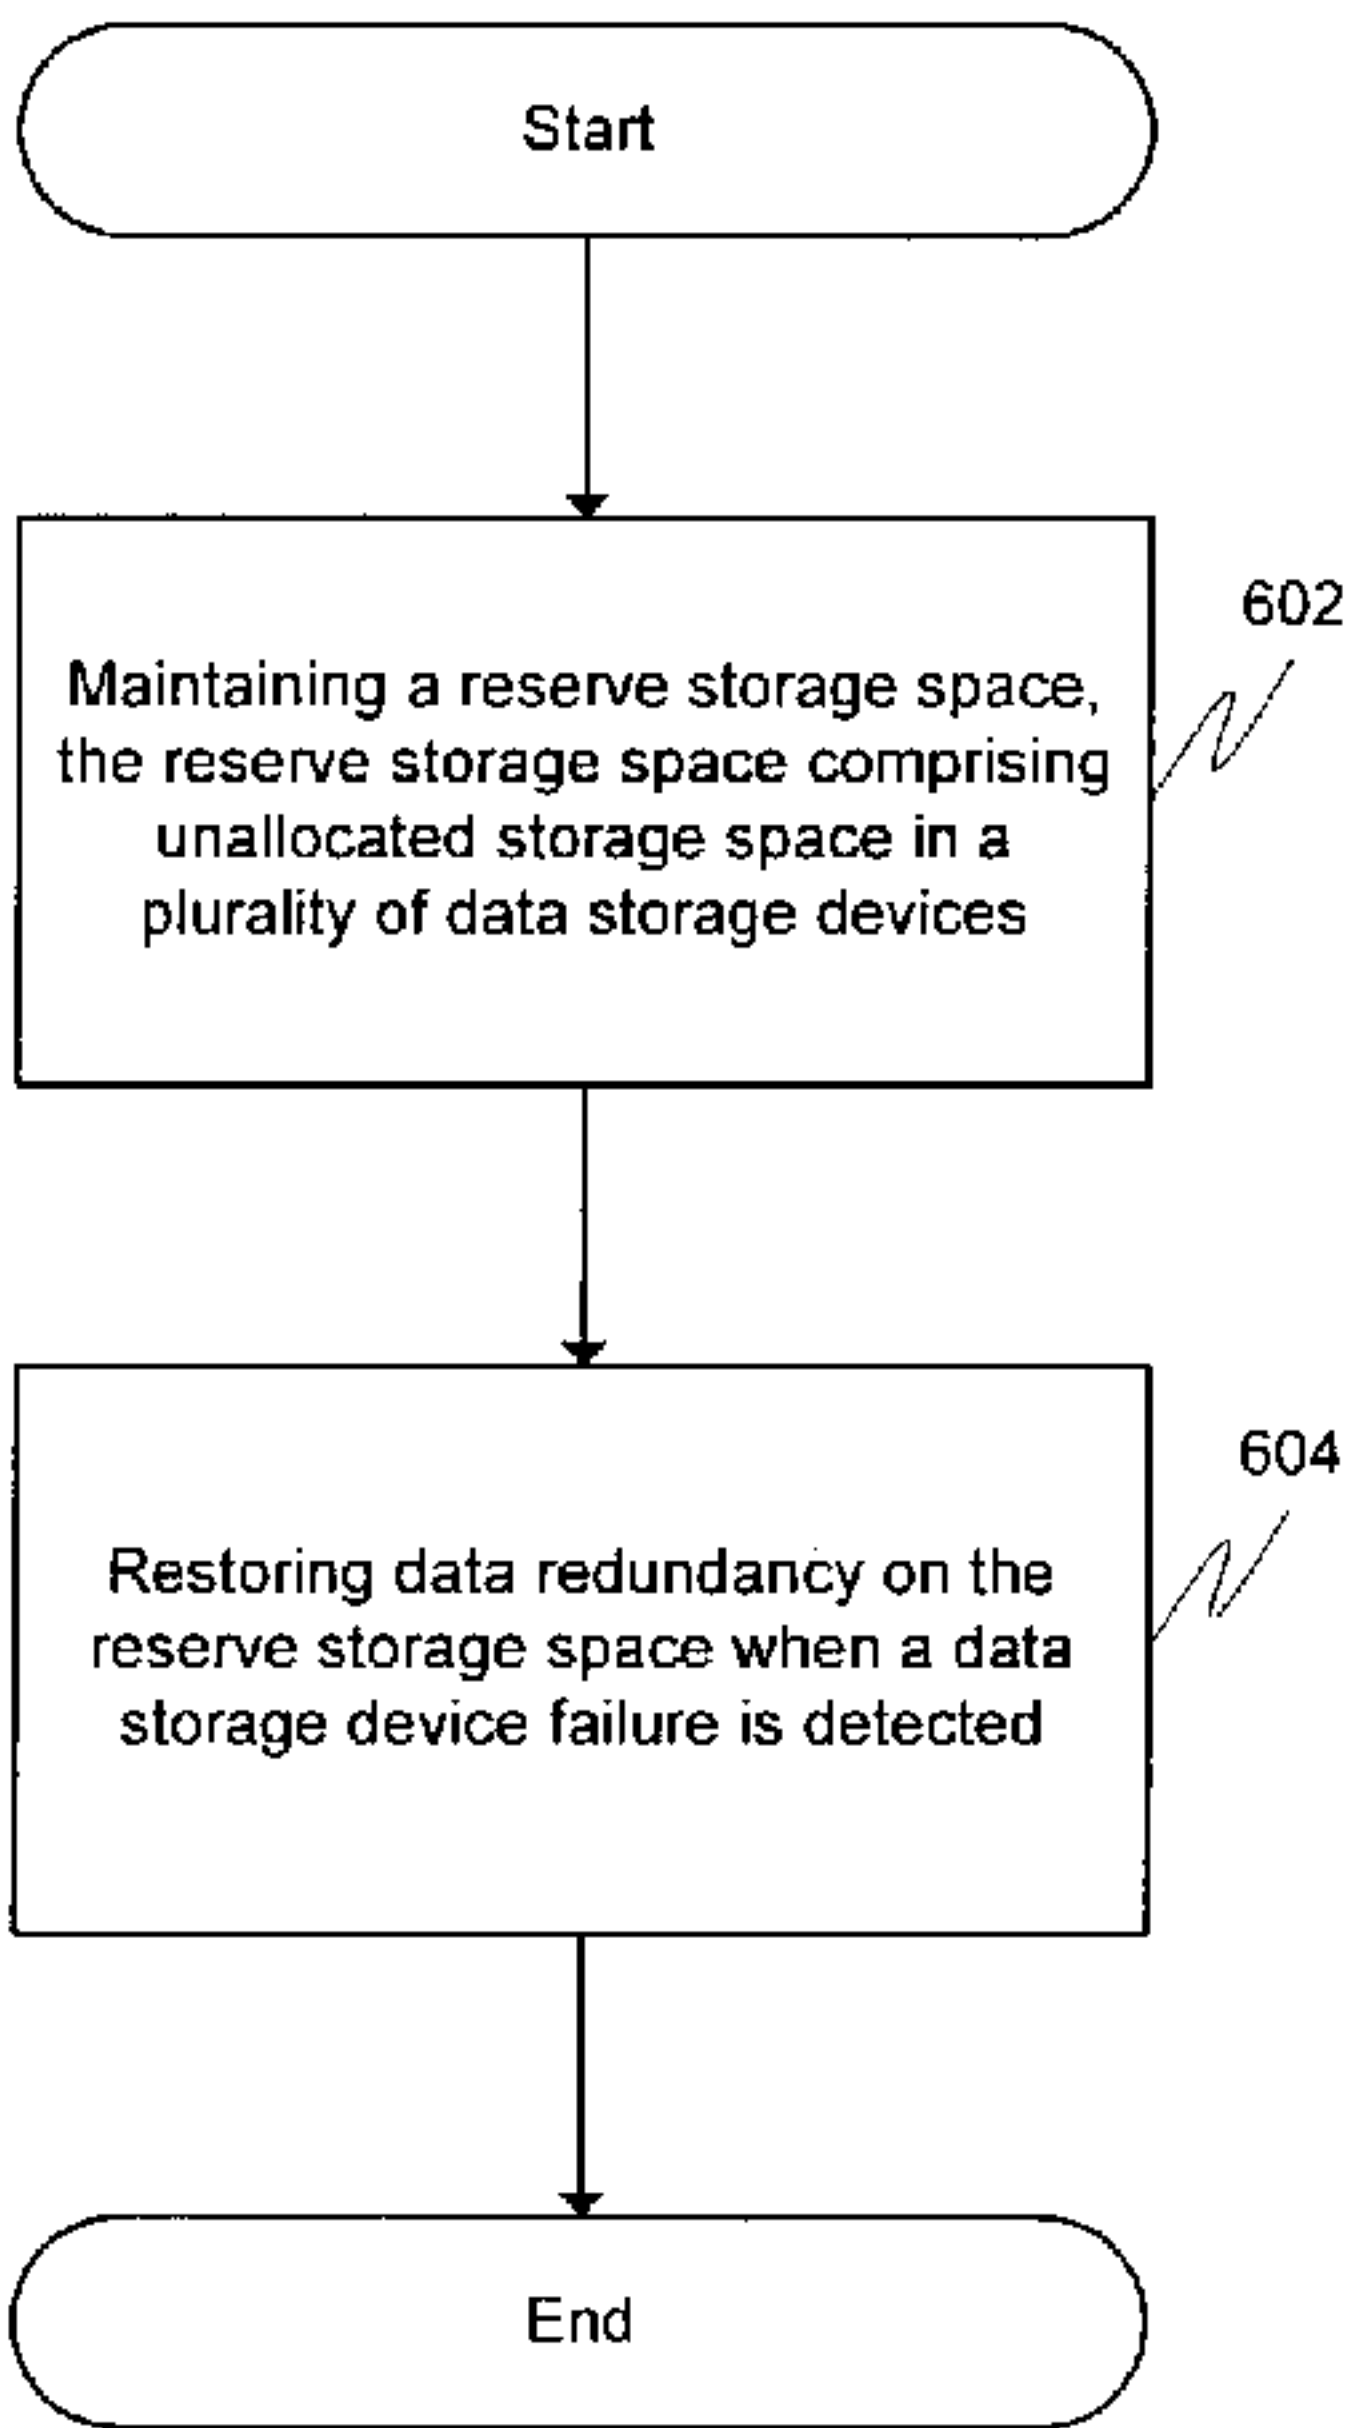 Start
602
Maintaining a reserve storage space,
the reserve storage space comprising
unallocated storage space in a
plurality of data storage devices
604
Restoring data redundancy on the
reserve storage space when a data
storage device failure is detected
End